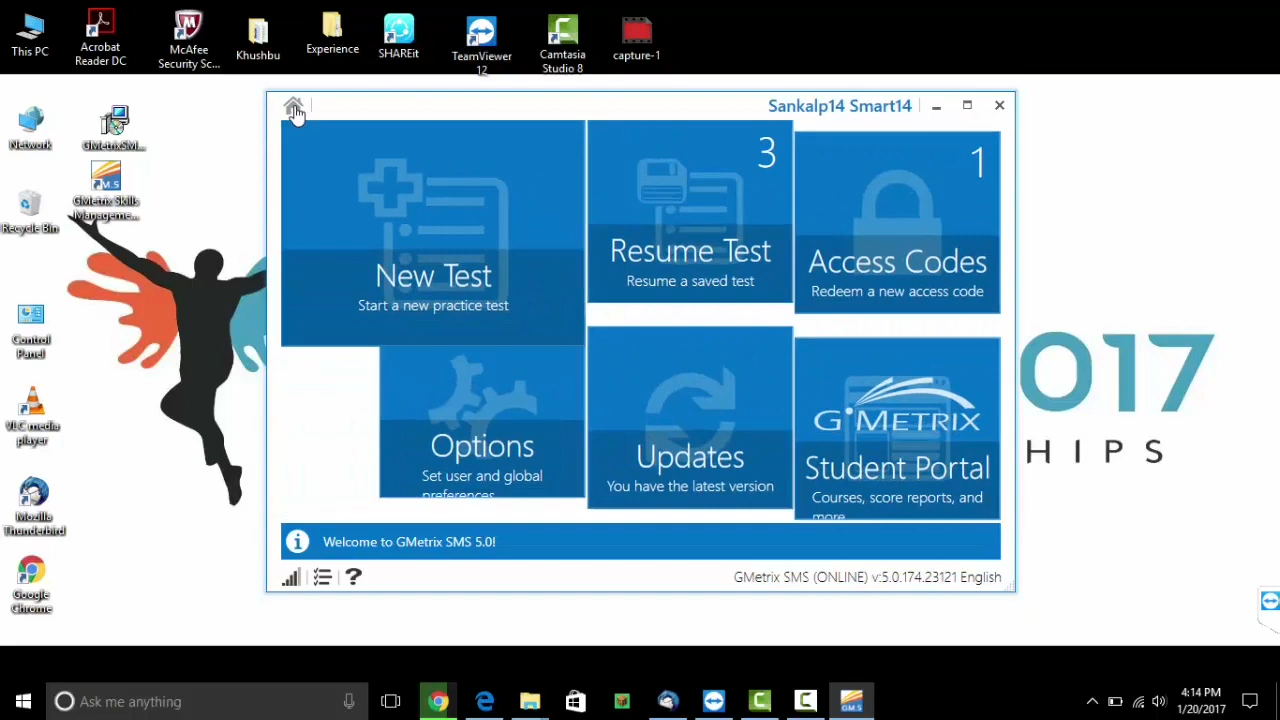 This PC
Acrobat
Reader DC
McAfee
Security Sc...
Khushbu
Experience
SHAREit
TeamViewer
12
Camtasia
Studio 8
capture-1
Network
GMetrixSM...
Recycle Bin
GMetrix Skills
Manageme...
Control
Panel
VLC media
player
Mozilla
Thunderbird
Google
Chrome
Sankalp14 Smart14
New Test
Start a new practice test
3
Resume Test
Resume a saved test
1
Access Codes
Redeem a new access code
Options
Set user and global
preferences
Updates
You have the latest version
GMETRIX
Student Portal
Courses, score reports, and
more
Welcome to GMetrix SMS 5.0!
GMetrix SMS (ONLINE) v:5.0.174.23121 English
017
HIPS
Ask me anything
GM.S
4:14 PM
1/20/2017